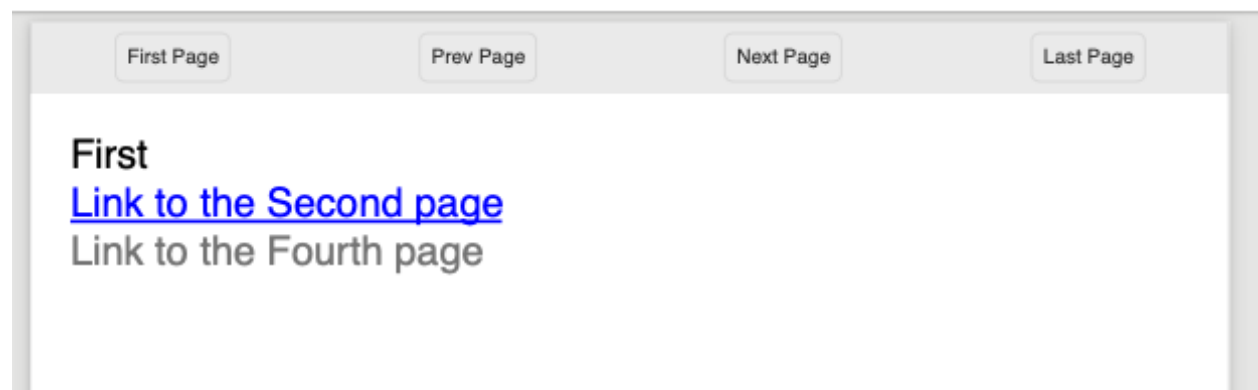 First Page Prev Page Next Page Last Page
First
Link to the Second page
Link to the Fourth page